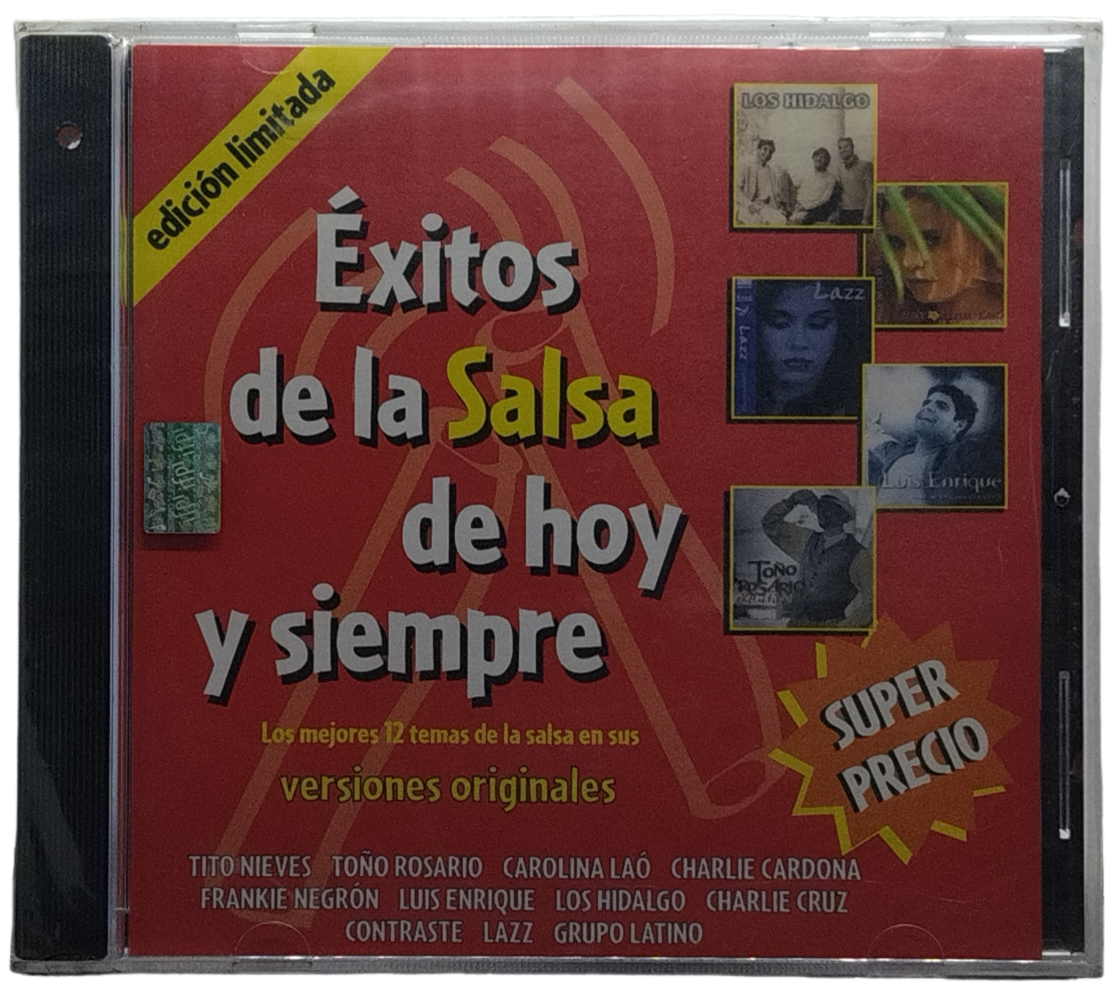 edición limitada
Éxitos
de la Salsa
de hoy
y siempre
Los mejores 12 temas de la salsa en sus
versiones originales
LOS HIDALGO
Lazz
Lazz
Luis Enrique
TOÑO
ROSARIO
SUPER
PRECIO
TITO NIEVES TOÑO ROSARIO CAROLINA LAÓ CHARLIE CARDONA
FRANKIE NEGRÓN LUIS ENRIQUE LOS HIDALGO CHARLIE CRUZ
CONTRASTE LAZZ GRUPO LATINO